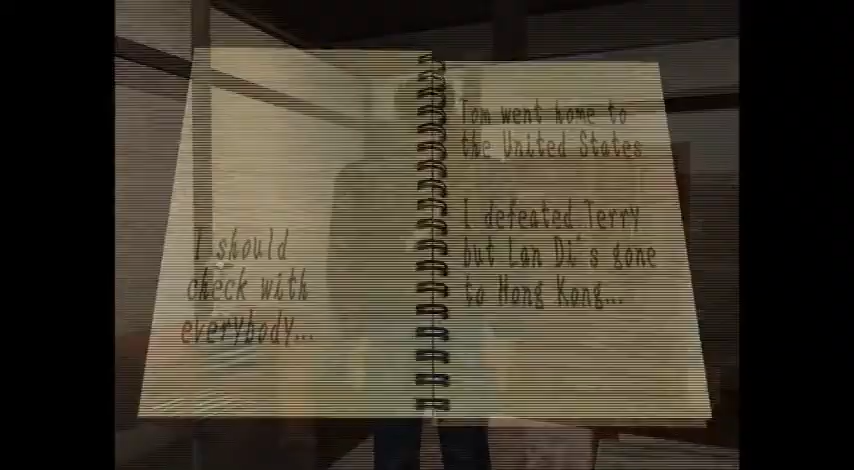 I should
check with
everybody...
Tom went home to
the United States
I defeated Terry
but Lan Di's gone
to Hong Kong...